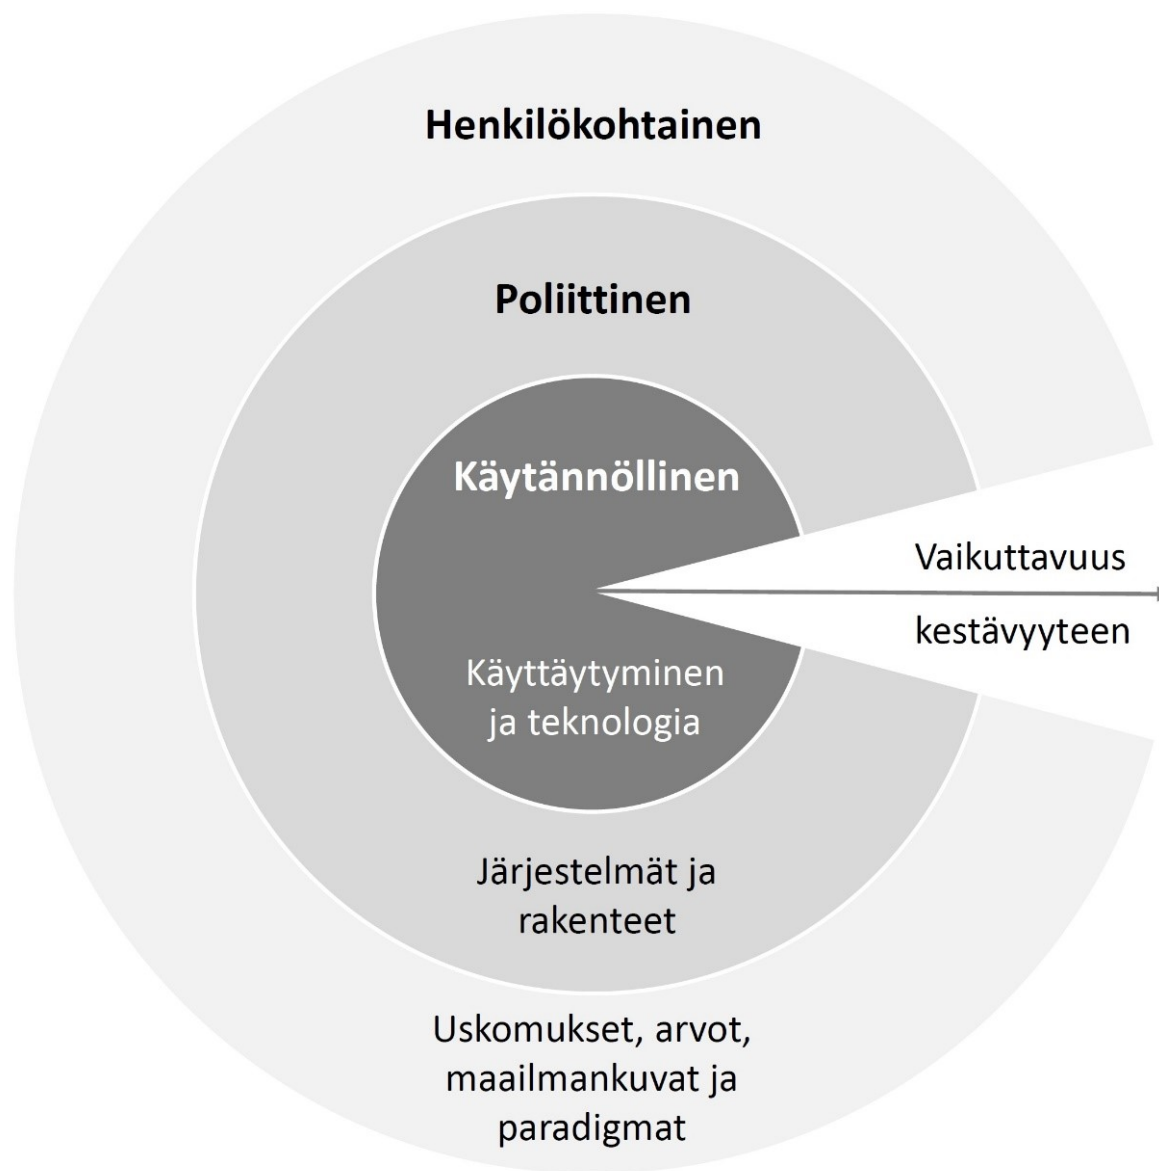 Henkilökohtainen
Poliittinen
Käytännöllinen
Vaikuttavuus
kestävyyteen
Käyttäytyminen
ja teknologia
Järjestelmät ja
rakenteet
Uskomukset, arvot,
maailmankuvat ja
paradigmat